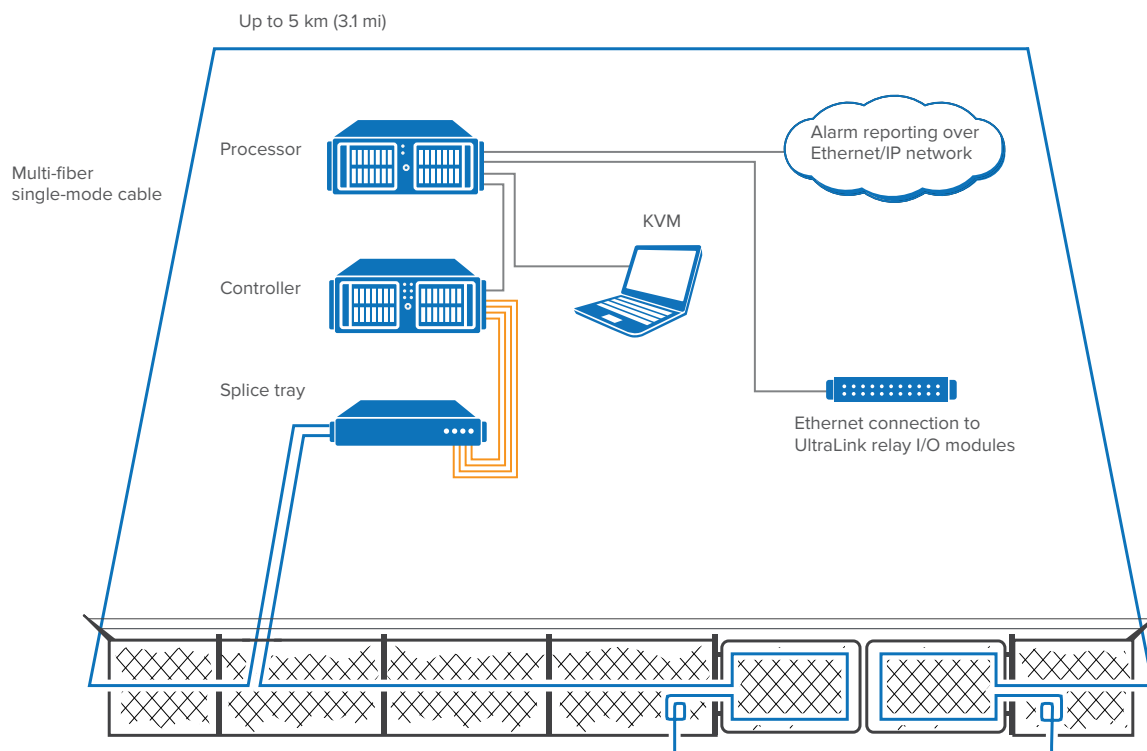 Up to 5 km (3.1 mi)
Multi-fiber
single-mode cable
Processor
Alarm reporting over
Ethernet/IP network
KVM
Controller
Splice tray
Ethernet connection to
UltraLink relay I/O modules